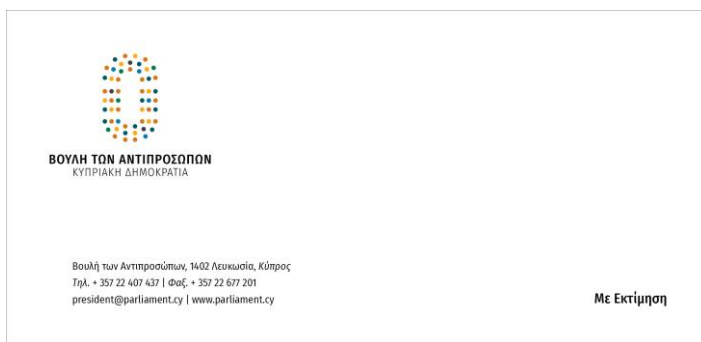 ΒΟΥΛΗ ΤΩΝ ΑΝΤΙΠΡΟΣΩΠΩΝ
ΚΥΠΡΙΑΚΗ ΔΗΜΟΚΡΑΤΙΑ
Βουλή των Αντιπροσώπων, 1402 Λευκωσία, Κύπρος
Τηλ. + 357 22 407 437 | Φαξ. + 357 22 677 201
president@parliament.cy | www.parliament.cy
Με Εκτίμηση